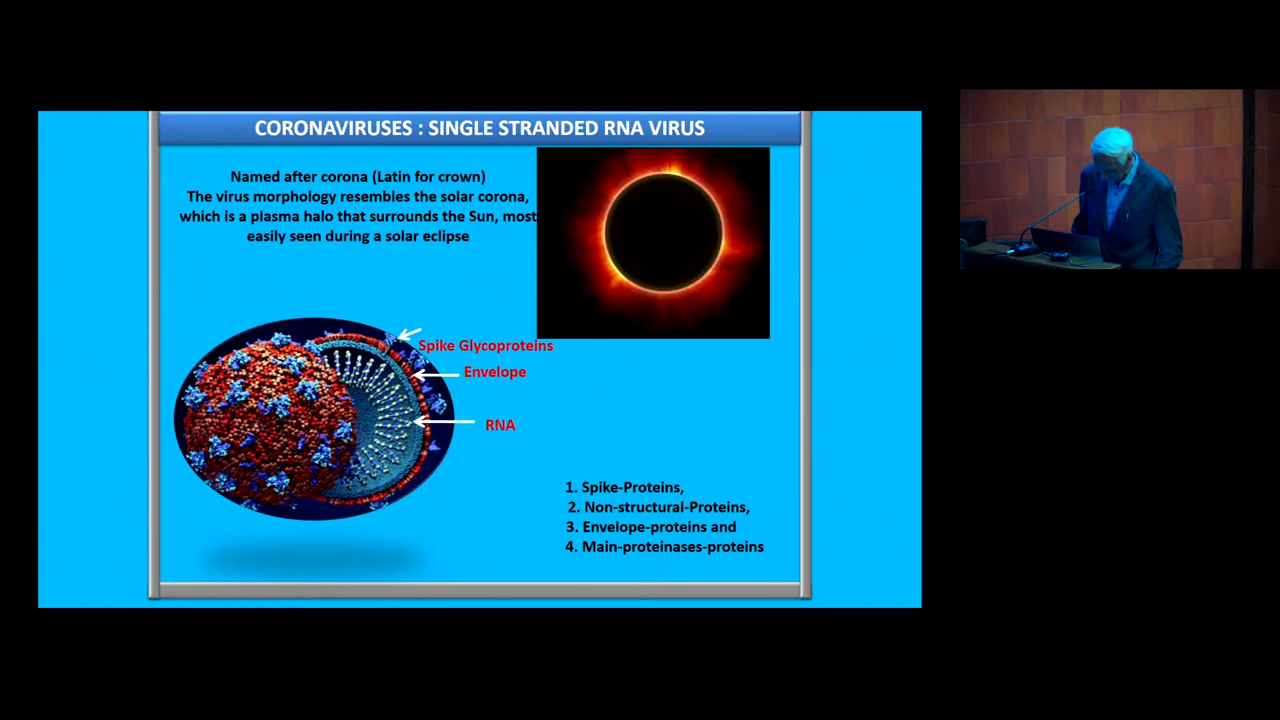 CORONAVIRUSES : SINGLE STRANDED RNA VIRUS
Named after corona (Latin for crown)
The virus morphology resembles the solar corona,
which is a plasma halo that surrounds the Sun, most
easily seen during a solar eclipse
Spike Glycoproteins
Envelope
RNA
1. Spike-Proteins,
2. Non-structural-Proteins,
3. Envelope-proteins and
4. Main-proteinases-proteins